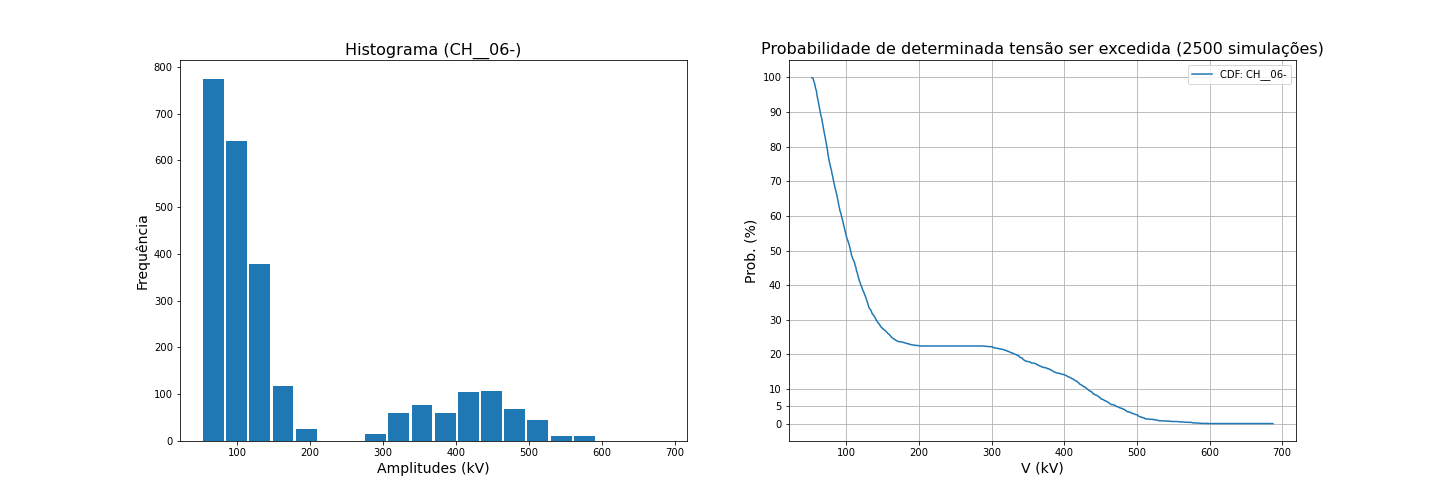 Histograma (CH__06-)
800
700
600
500
400
300
200
100
0
Frequência
100 200 300 400 500 600 700
Amplitudes (kV)
Probabilidade de determinada tensão ser excedida (2500 simulações)
CDF: CH__06-
100
90
80
70
60
50
40
30
20
10
5
0
Prob. (%)
100 200 300 400 500 600 700
V (kV)